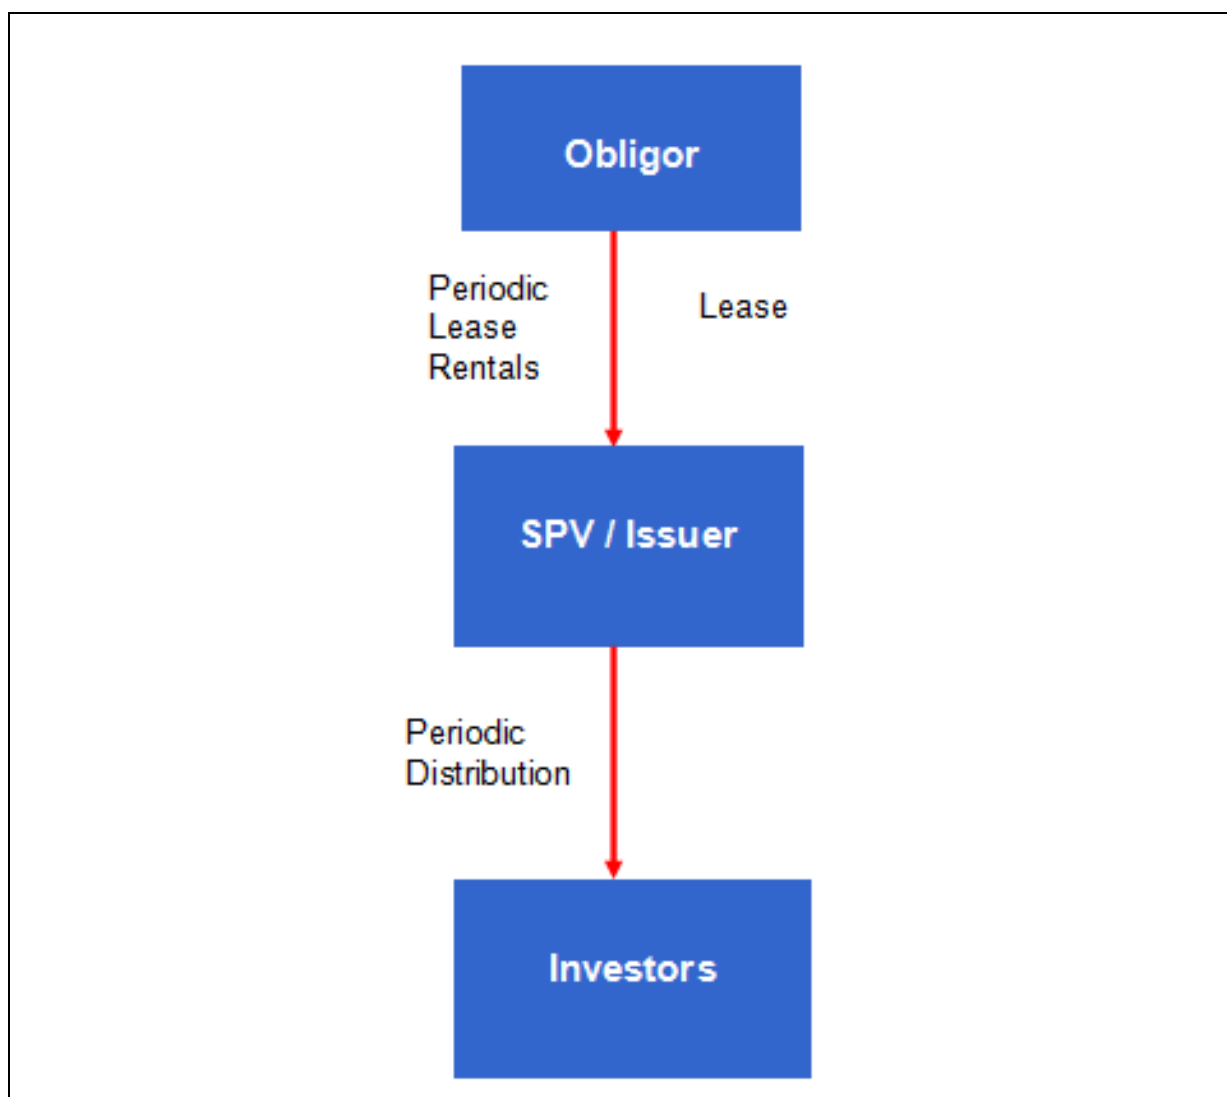 Obligor
Periodic
Lease
Rentals
Lease
SPV / Issuer
Periodic
Distribution
Investors